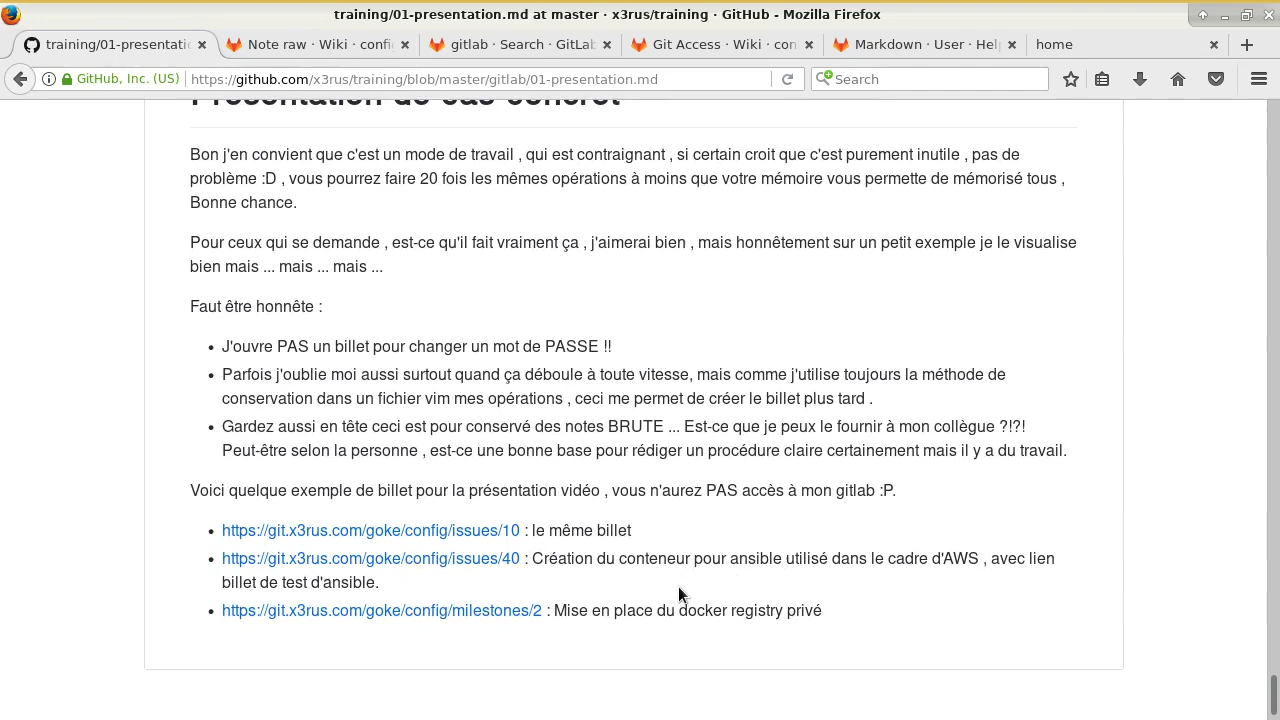 training/01-presentation.md at master · x3rus/training · GitHub - Mozilla Firefox
training/01-presentati
Note raw · Wiki · confi
gitlab · Search · GitLa
Git Access · Wiki · con
Markdown · User · Hel
home
GitHub, Inc. (US)
https://github.com/x3rus/training/blob/master/gitlab/01-presentation.md
Search
Présentation de cas concret
Bon j'en convient que c'est un mode de travail , qui est contraignant , si certain croit que c'est purement inutile , pas de
problème :D , vous pourrez faire 20 fois les mêmes opérations à moins que votre mémoire vous permette de mémorisé tous ,
Bonne chance.
Pour ceux qui se demande , est-ce qu'il fait vraiment ça , j'aimerai bien , mais honnêtement sur un petit exemple je le visualise
bien mais ... mais ... mais ...
Faut être honnête :
• J'ouvre PAS un billet pour changer un mot de PASSE !!
• Parfois j'oublie moi aussi surtout quand ça déboule à toute vitesse, mais comme j'utilise toujours la méthode de
conservation dans un fichier vim mes opérations , ceci me permet de créer le billet plus tard .
• Gardez aussi en tête ceci est pour conservé des notes BRUTE ... Est-ce que je peux le fournir à mon collègue ?!?!
Peut-être selon la personne , est-ce une bonne base pour rédiger un procédure claire certainement mais il y a du travail.
Voici quelque exemple de billet pour la présentation vidéo , vous n'aurez PAS accès à mon gitlab :P.
• https://git.x3rus.com/goke/config/issues/10 : le même billet
• https://git.x3rus.com/goke/config/issues/40 : Création du conteneur pour ansible utilisé dans le cadre d'AWS , avec lien
billet de test d'ansible.
• https://git.x3rus.com/goke/config/milestones/2 : Mise en place du docker registry privé